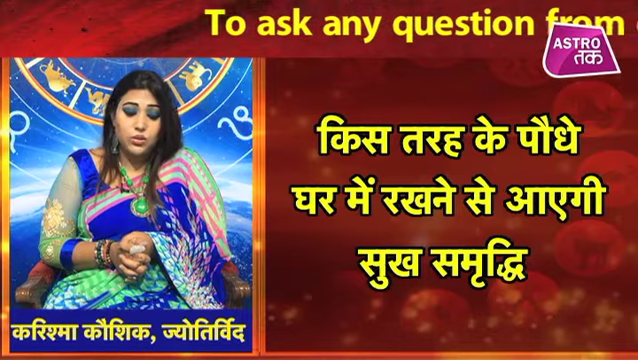 To ask any question from
ASTRO
तक
किस तरह के पौधे
घर में रखने से आएगी
सुख समृद्धि
करिश्मा कौशिक, ज्योतिर्विद